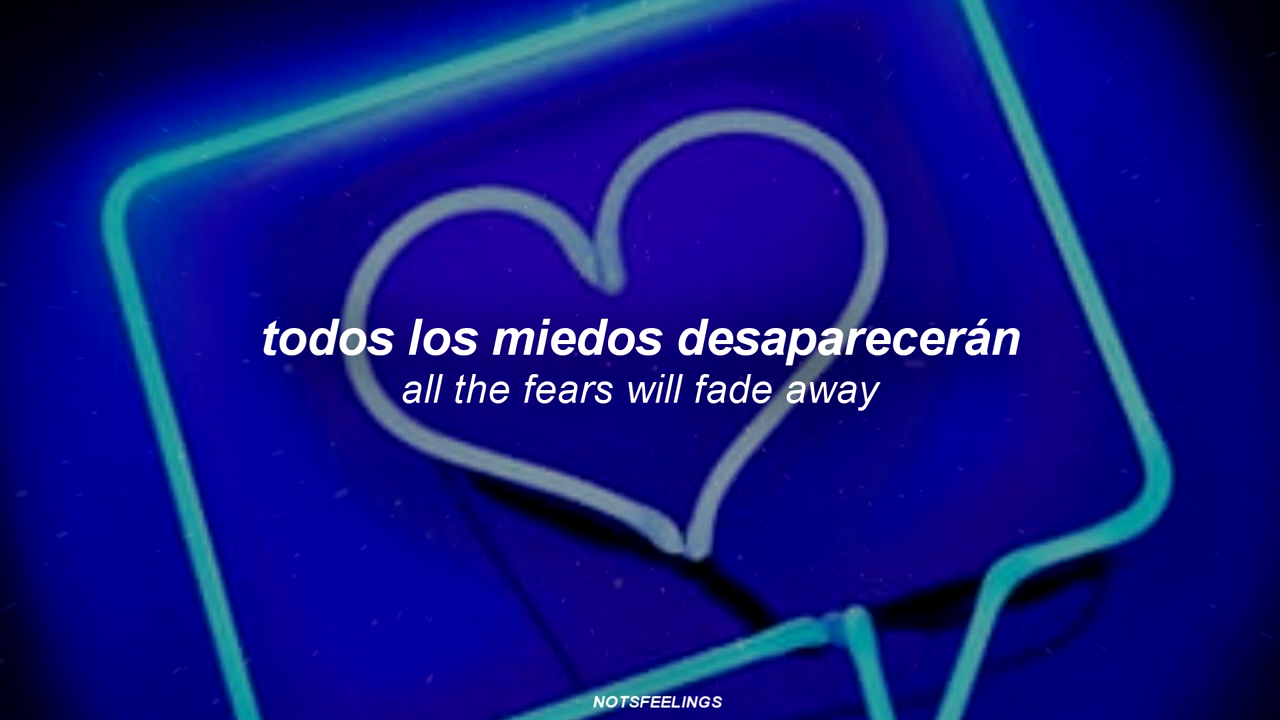 todos los miedos desaparecerán
all the fears will fade away
NOTSFEELINGS